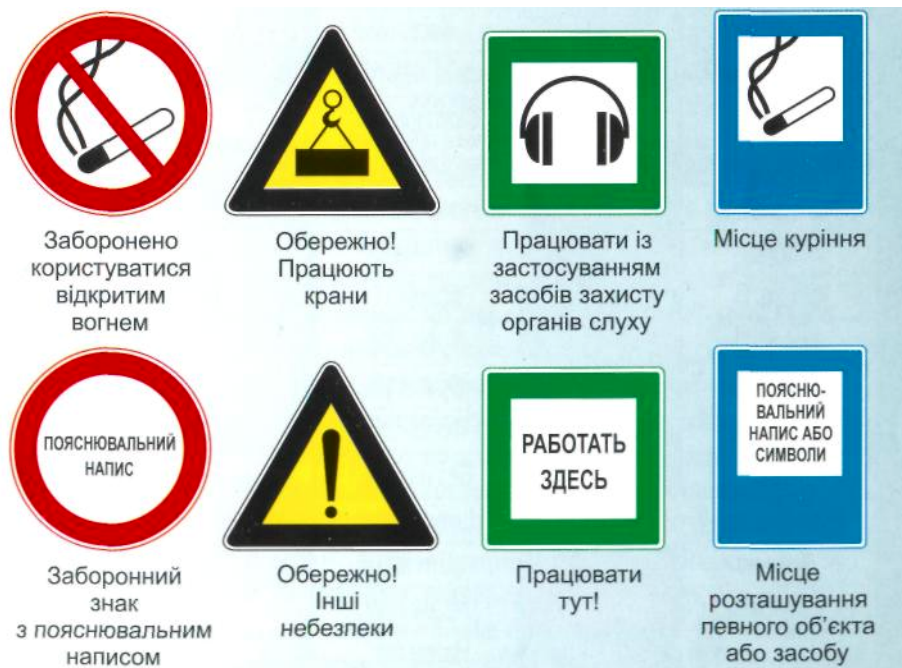 Заборонено
користуватися
відкритим
вогнем
Обережно!
Працюють
крани
Працювати із
застосуванням
засобів захисту
органів слуху
Місце куріння
ПОЯСНЮВАЛЬНИЙ
НАПИС
РАБОТАТЬ
ЗДЕСЬ
ПОЯСНЮ-
ВАЛЬНИЙ
НАПИС АБО
СИМВОЛИ
Заборонний
знак
з пояснювальним
написом
Обережно!
Інші
небезпеки
Працювати
тут!
Місце
розташування
певного об’єкта
або засобу